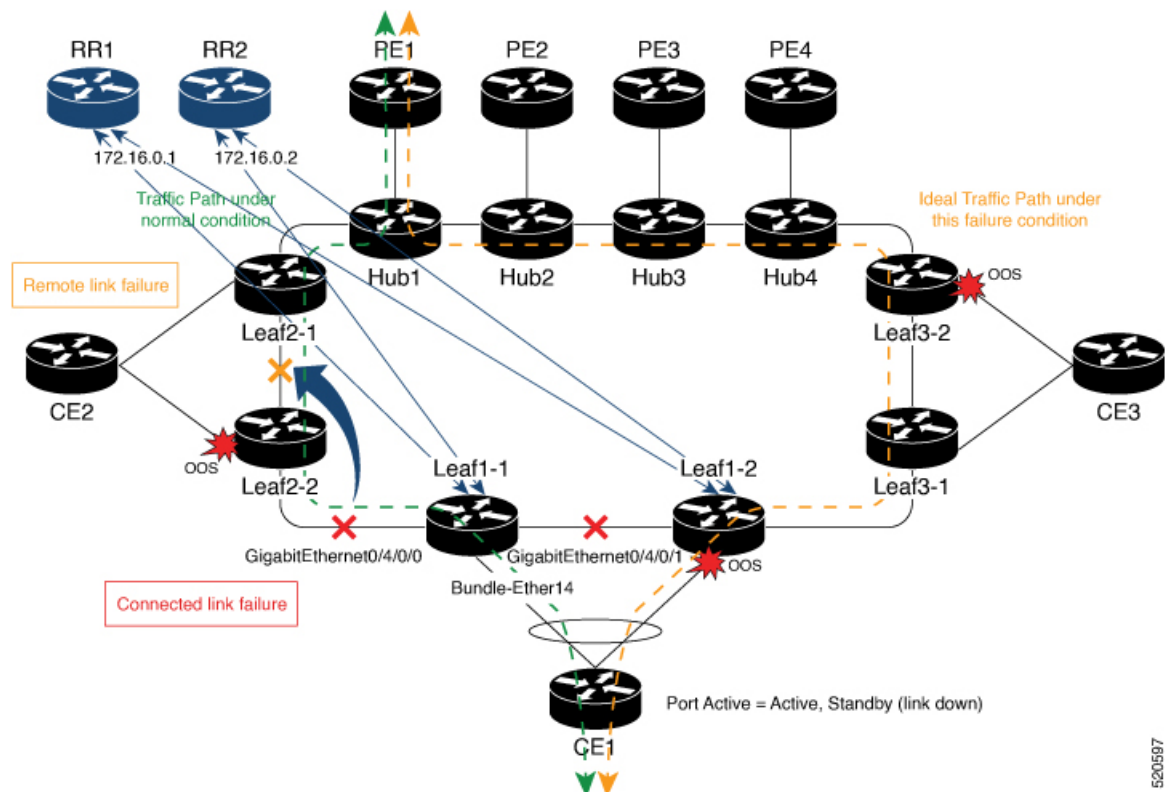 RR1
RR2
PE1
PE2
PE3
PE4
172.16.0.1
172.16.0.2
Traffic Path under
normal condition
Ideal Traffic Path under
this failure condition
Hub1
Hub2
Hub3
Hub4
Remote link failure
OOS
Leaf2-1
Leaf3-2
CE2
CE3
OOS
Leaf2-2
Leaf1-1
Leaf1-2
Leaf3-1
GigabitEthernet0/4/0/0
GigabitEthernet0/4/0/1
OOS
Bundle-Ether14
Connected link failure
Port Active = Active, Standby (link down)
CE1
520597